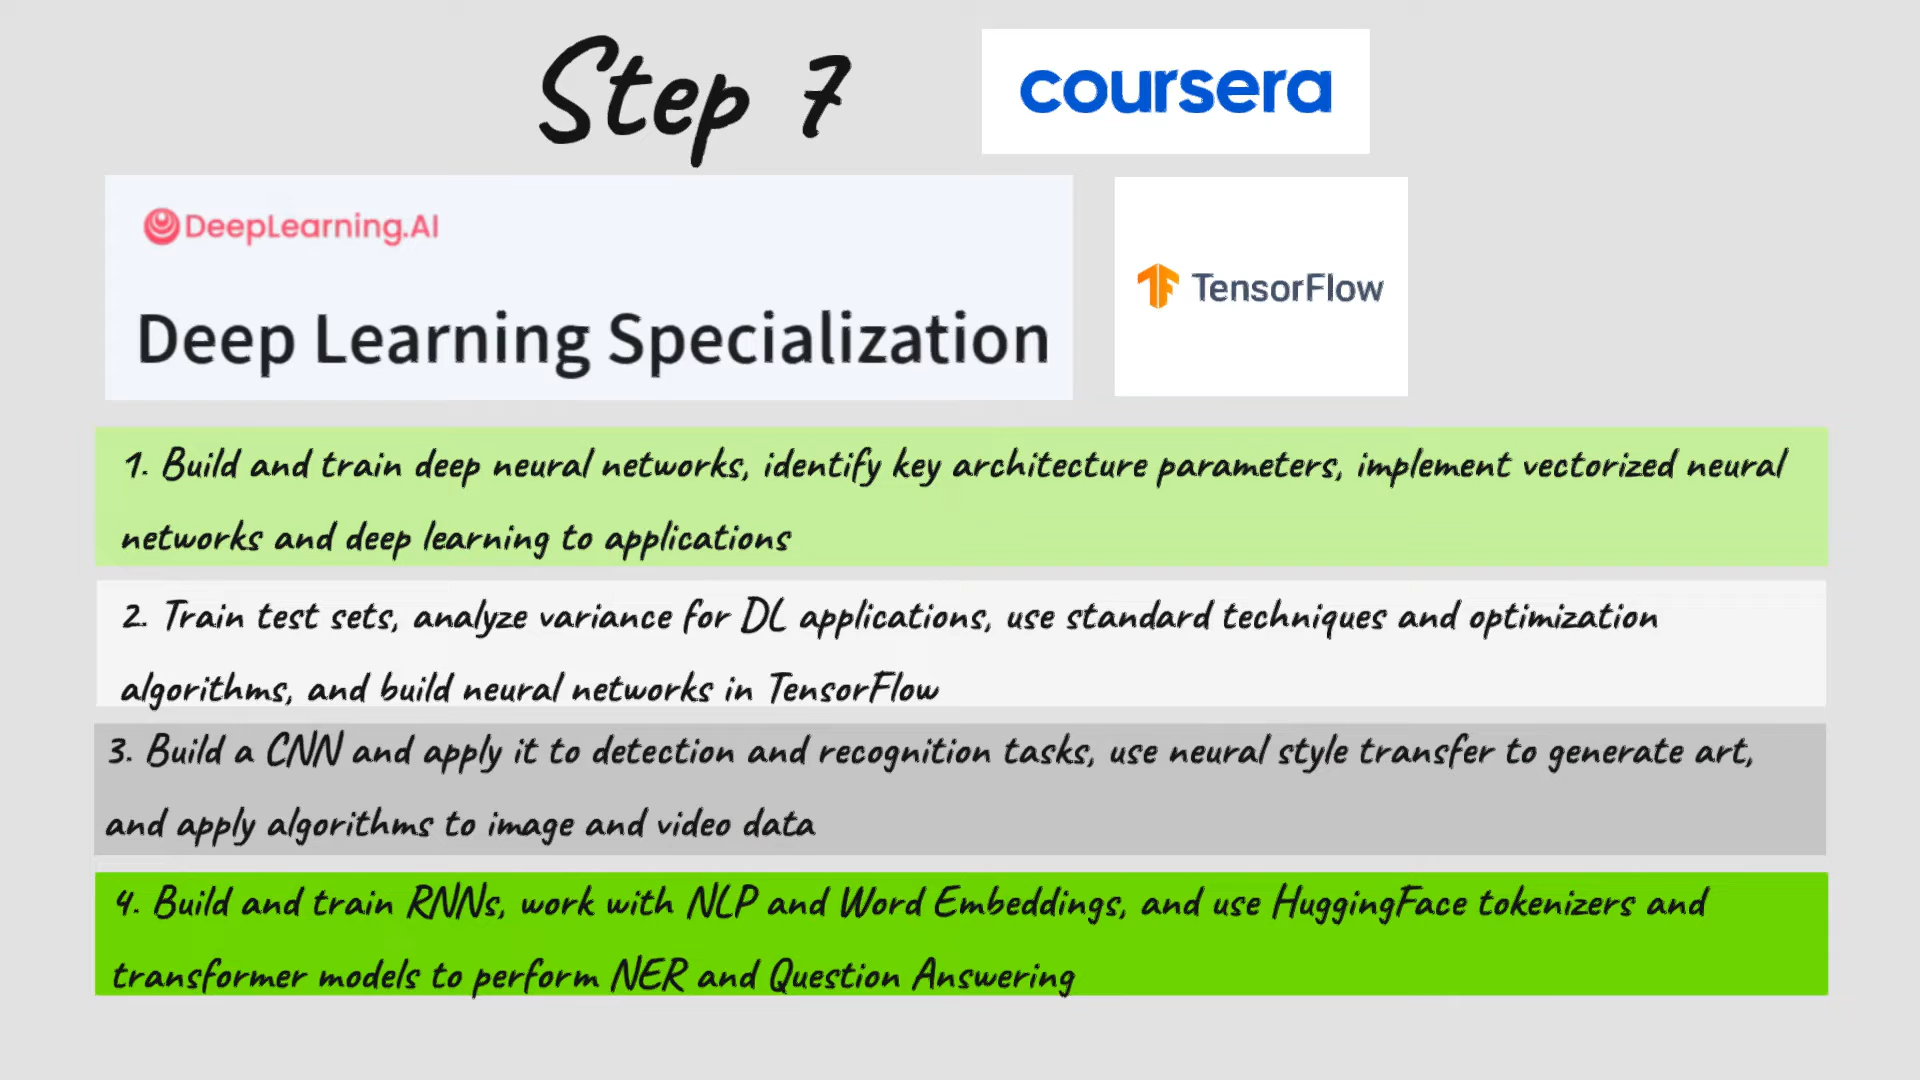 Step 7
coursera
DeepLearning.AI
Deep Learning Specialization
TensorFlow
1. Build and train deep neural networks, identify key architecture parameters, implement vectorized neural
networks and deep learning to applications
2. Train test sets, analyze variance for DL applications, use standard techniques and optimization
algorithms, and build neural networks in TensorFlow
3. Build a CNN and apply it to detection and recognition tasks, use neural style transfer to generate art,
and apply algorithms to image and video data
4. Build and train RNNs, work with NLP and Word Embeddings, and use HuggingFace tokenizers and
transformer models to perform NER and Question Answering